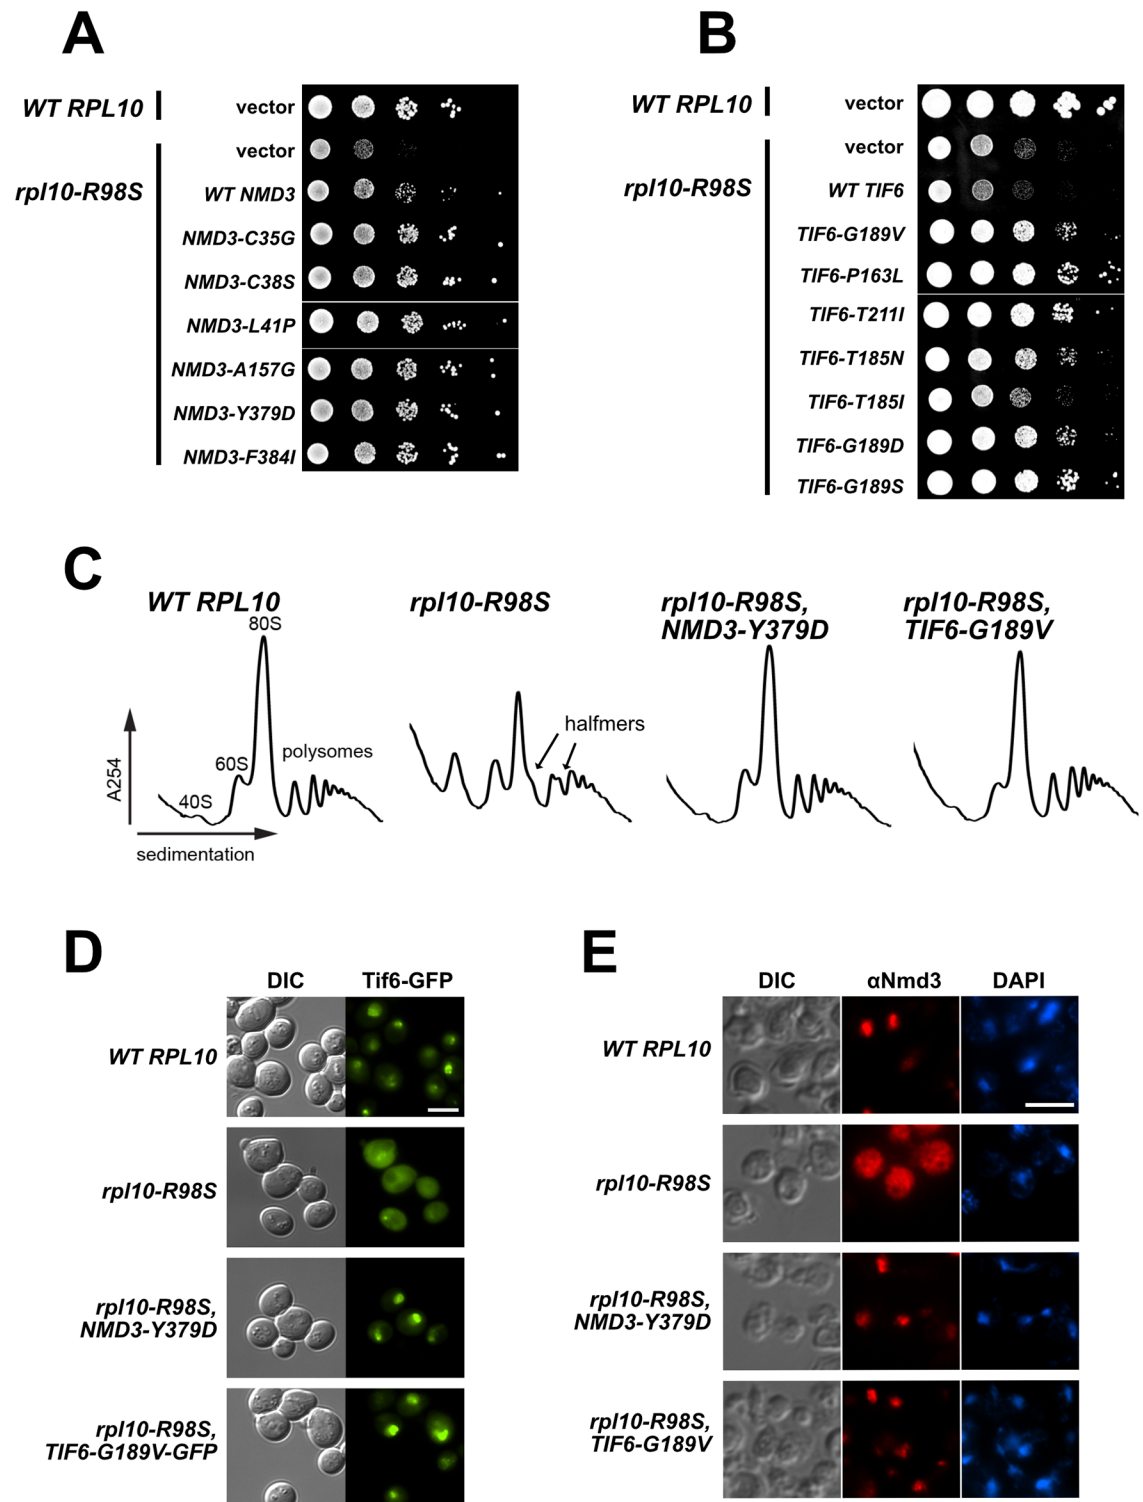 A
WT RPL10
vector
vector
rpl10-R98S
WT NMD3
NMD3-C35G
NMD3-C38S
NMD3-L41P
NMD3-A157G
NMD3-Y379D
NMD3-F384I
B
WT RPL10
vector
vector
rpl10-R98S
WT TIF6
TIF6-G189V
TIF6-P163L
TIF6-T211I
TIF6-T185N
TIF6-T185I
TIF6-G189D
TIF6-G189S
C
WT RPL10
80S
60S
40S
polysomes
A254
sedimentation
rpl10-R98S
halfmers
rpl10-R98S,
NMD3-Y379D
rpl10-R98S,
TIF6-G189V
D
DIC Tif6-GFP
WT RPL10
rpl10-R98S
rpl10-R98S,
NMD3-Y379D
rpl10-R98S,
TIF6-G189V-GFP
E
DIC αNmd3 DAPI
WT RPL10
rpl10-R98S
rpl10-R98S,
NMD3-Y379D
rpl10-R98S,
TIF6-G189V